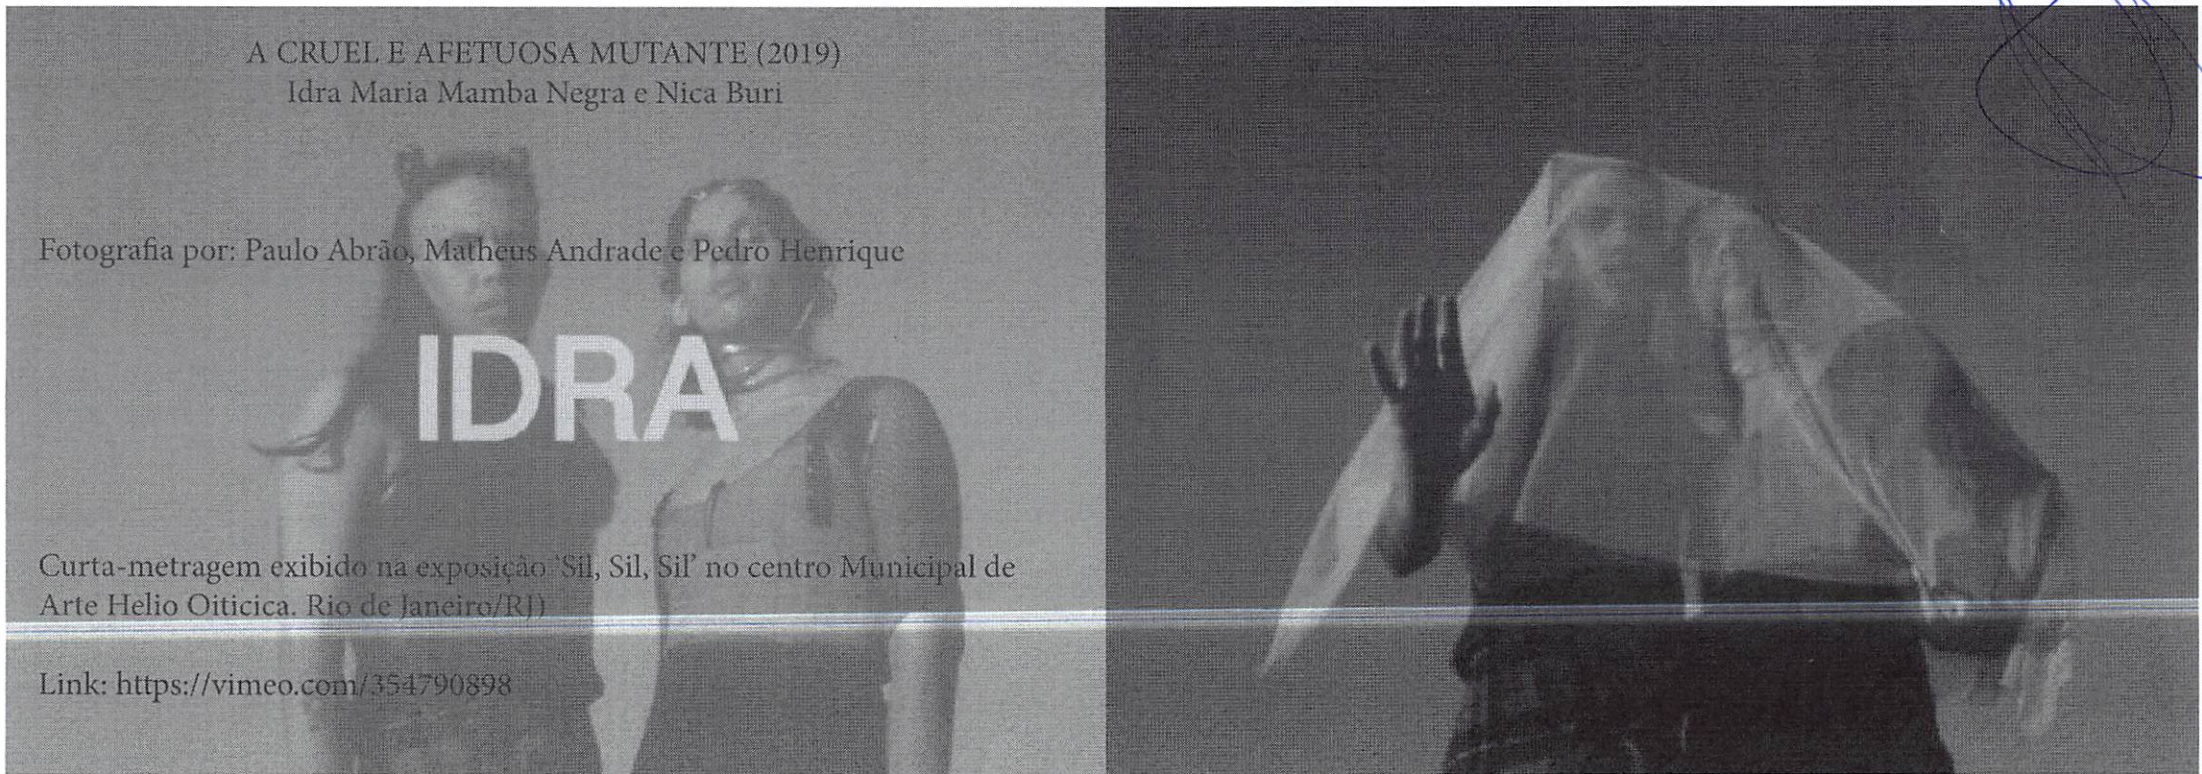 A CRUEL E AFETUOSA MUTANTE (2019)
Idra Maria Mamba Negra e Nica Buri
Fotografia por: Paulo Abrão, Matheus Andrade e Pedro Henrique
IDRA
Curta-metragem exibido na exposição ‘Sil, Sil, Sil’ no centro Municipal de
Arte Helio Oiticica. Rio de Janeiro/RJ)
Link: https://vimeo.com/354790898